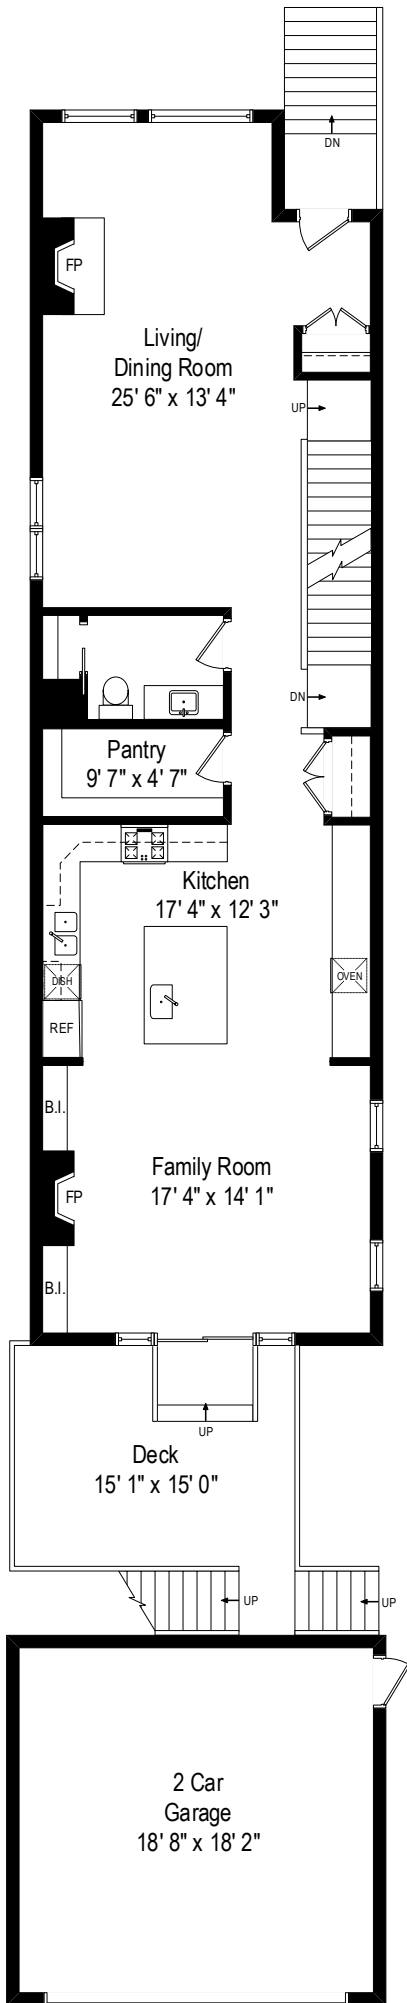 DN
FP
Living/
Dining Room
25' 6" x 13' 4"
UP
DN
Pantry
9' 7" x 4' 7"
Kitchen
17' 4" x 12' 3"
DISH
OVEN
REF
B.I.
Family Room
17' 4" x 14' 1"
FP
B.I.
UP
Deck
15' 1" x 15' 0"
UP
UP
2 Car
Garage
18' 8" x 18' 2"